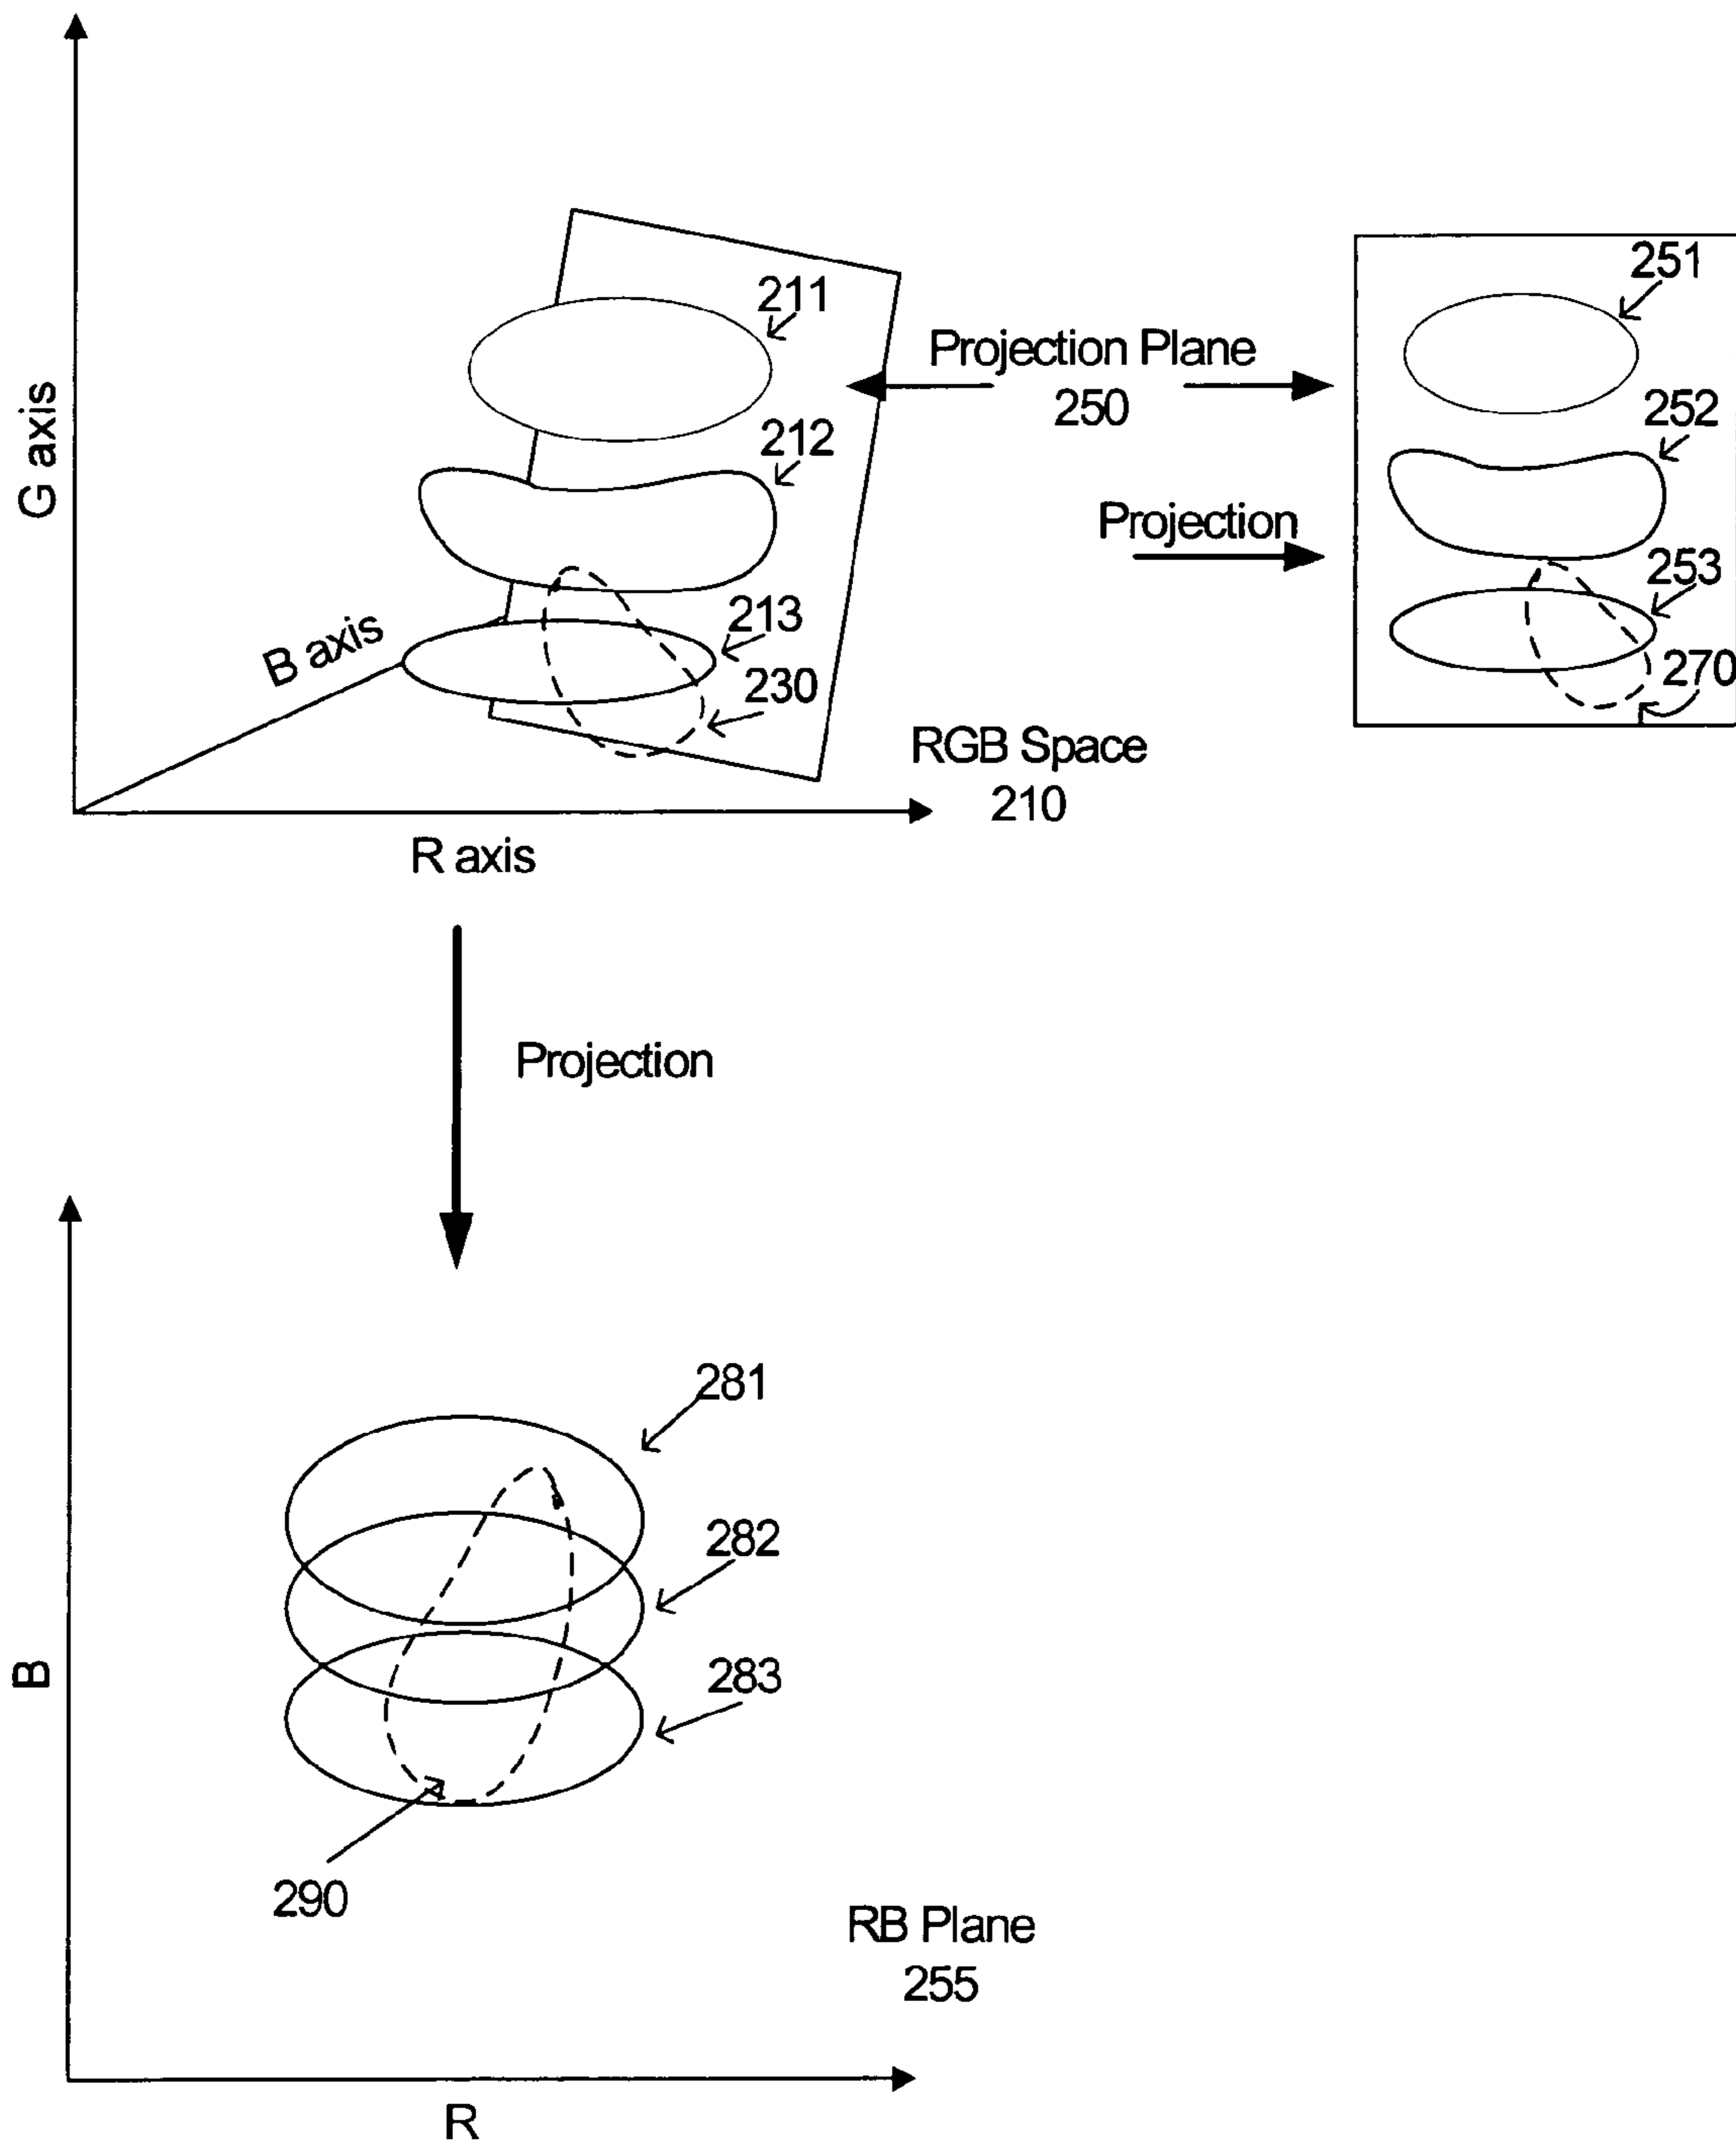 G axis
B axis
R axis
211
212
213
230
RGB Space
210
Projection Plane
250
Projection
251
252
253
270
Projection
B
281
282
283
290
RB Plane
255
R